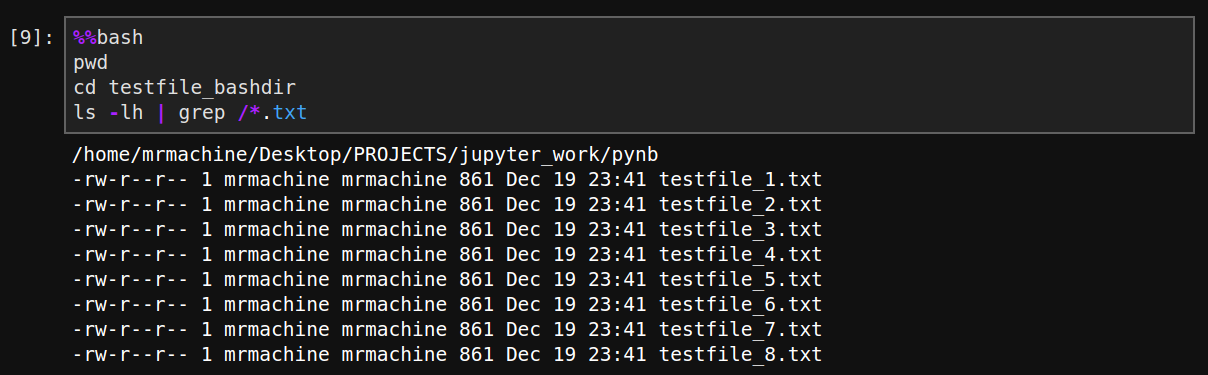 [9]: %%bash
pwd
cd testfile_bashdir
ls -lh | grep /*.txt
/home/mrmachine/Desktop/PROJECTS/jupyter_work/pynb
-rw-r--r-- 1 mrmachine mrmachine 861 Dec 19 23:41 testfile_1.txt
-rw-r--r-- 1 mrmachine mrmachine 861 Dec 19 23:41 testfile_2.txt
-rw-r--r-- 1 mrmachine mrmachine 861 Dec 19 23:41 testfile_3.txt
-rw-r--r-- 1 mrmachine mrmachine 861 Dec 19 23:41 testfile_4.txt
-rw-r--r-- 1 mrmachine mrmachine 861 Dec 19 23:41 testfile_5.txt
-rw-r--r-- 1 mrmachine mrmachine 861 Dec 19 23:41 testfile_6.txt
-rw-r--r-- 1 mrmachine mrmachine 861 Dec 19 23:41 testfile_7.txt
-rw-r--r-- 1 mrmachine mrmachine 861 Dec 19 23:41 testfile_8.txt